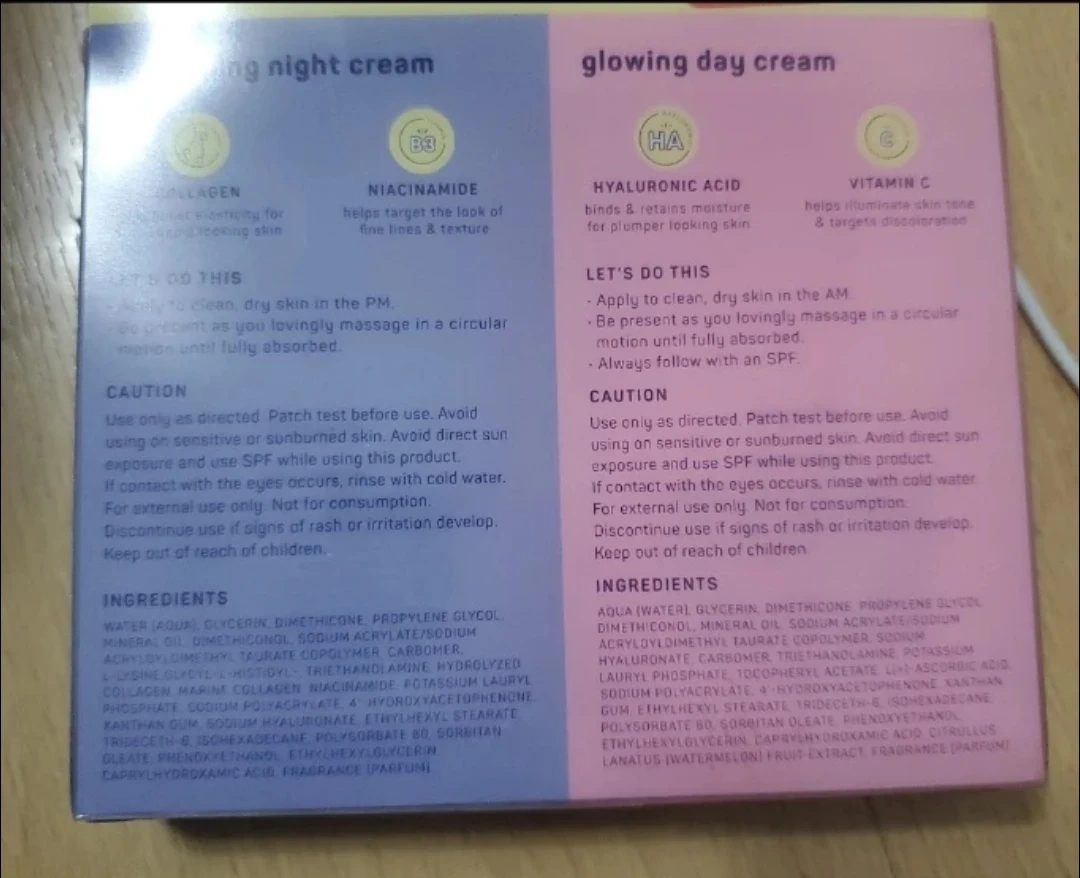 ng night cream
B3
COLLAGEN
NIACINAMIDE
elasticity for
helps target the look of
looking skin
fine lines & texture
LET'S DO THIS
· Apply to clean, dry skin in the PM.
· Be present as you lovingly massage in a circular
motion until fully absorbed.
CAUTION
Use only as directed. Patch test before use. Avoid
using on sensitive or sunburned skin. Avoid direct sun
exposure and use SPF while using this product.
If contact with the eyes occurs, rinse with cold water.
For external use only. Not for consumption.
Discontinue use if signs of rash or irritation develop.
Keep out of reach of children.
INGREDIENTS
WATER (AQUA), GLYCERIN, DIMETHICONE, PROPYLENE GLYCOL,
MINERAL OIL, DIMETHICONOL, SODIUM ACRYLATE/SODIUM
ACRYLOYLDIMETHYL TAURATE COPOLYMER, CARBOMER,
TRIETHANOLAMINE, HYDROLYZED
COLLAGEN, MARINE COLLAGEN, NIACINAMIDE, POTASSIUM LAURYL
PHOSPHATE, SODIUM POLYACRYLATE, 4'-HYDROXYACETOPHENONE,
XANTHAN GUM, SODIUM HYALURONATE, ETHYLHEXYL STEARATE,
TRIDECETH-6, ISOHEXADECANE, POLYSORBATE 80, SORBITAN
OLEATE, PHENOXYETHANOL, ETHYLHEXYLGLYCERIN,
CAPRYLHYDROXAMIC ACID, FRAGRANCE (PARFUM)
glowing day cream
HA
C
HYALURONIC ACID
VITAMIN C
binds & retains moisture
helps illuminate skin tone
for plumper looking skin
& targets discoloration
LET'S DO THIS
· Apply to clean, dry skin in the AM.
· Be present as you lovingly massage in a circular
motion until fully absorbed.
· Always follow with an SPF.
CAUTION
Use only as directed. Patch test before use. Avoid
using on sensitive or sunburned skin. Avoid direct sun
exposure and use SPF while using this product.
If contact with the eyes occurs, rinse with cold water.
For external use only. Not for consumption.
Discontinue use if signs of rash or irritation develop.
Keep out of reach of children.
INGREDIENTS
AQUA (WATER), GLYCERIN, DIMETHICONE, PROPYLENE GLYCOL,
DIMETHICONOL, MINERAL OIL, SODIUM ACRYLATE/SODIUM
ACRYLOYLDIMETHYL TAURATE COPOLYMER, SODIUM
HYALURONATE, CARBOMER, TRIETHANOLAMINE, POTASSIUM
LAURYL PHOSPHATE, TOCOPHERYL ACETATE, L(+)-ASCORBIC ACID,
SODIUM POLYACRYLATE, 4'-HYDROXYACETOPHENONE, XANTHAN
GUM, ETHYLHEXYL STEARATE, TRIDECETH-6, ISOHEXADECANE,
POLYSORBATE 80, SORBITAN OLEATE, PHENOXYETHANOL,
ETHYLHEXYLGLYCERIN, CAPRYLHYDROXAMIC ACID, CITRULLUS
LANATUS (WATERMELON) FRUIT EXTRACT, FRAGRANCE (PARFUM)